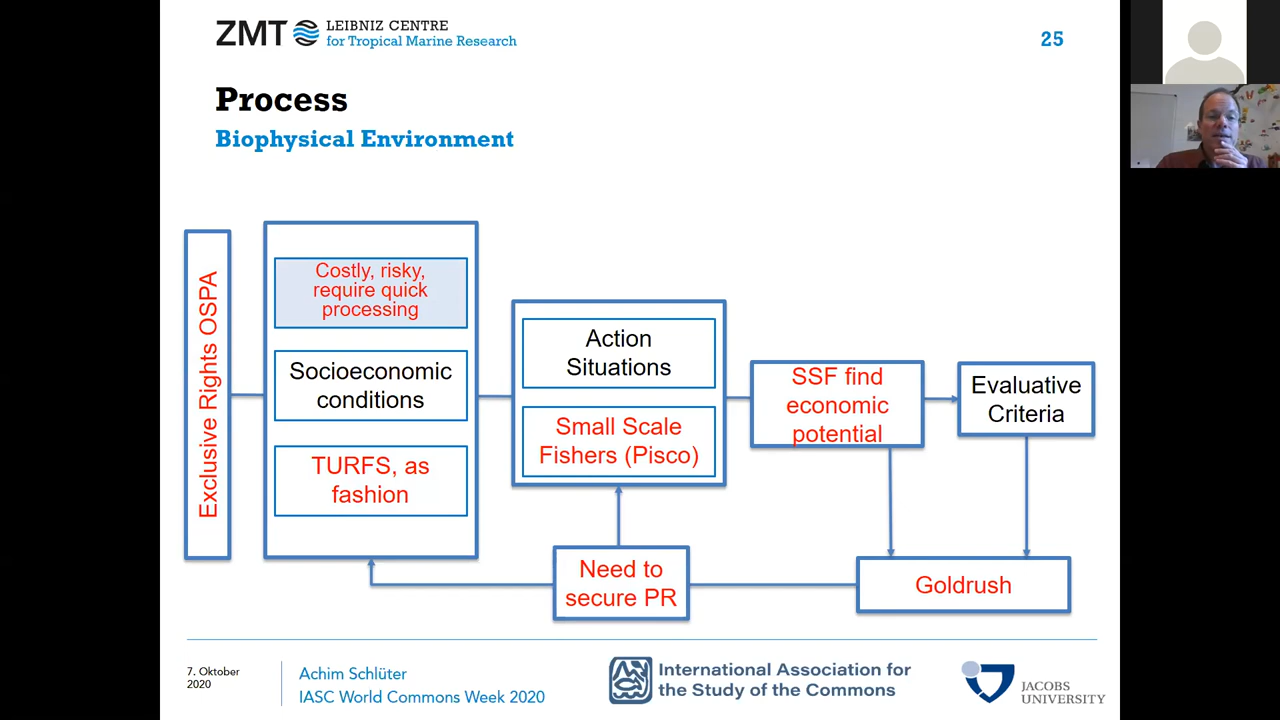 ZMT LEIBNIZ CENTRE
for Tropical Marine Research
25
Process
Biophysical Environment
Exclusive Rights OSPA
Costly, risky,
require quick
processing
Socioeconomic
conditions
TURFS, as
fashion
Action
Situations
Small Scale
Fishers (Pisco)
SSF find
economic
potential
Evaluative
Criteria
Need to
secure PR
Goldrush
7. Oktober
2020
Achim Schlüter
IASC World Commons Week 2020
International Association for
the Study of the Commons
JACOBS
UNIVERSITY